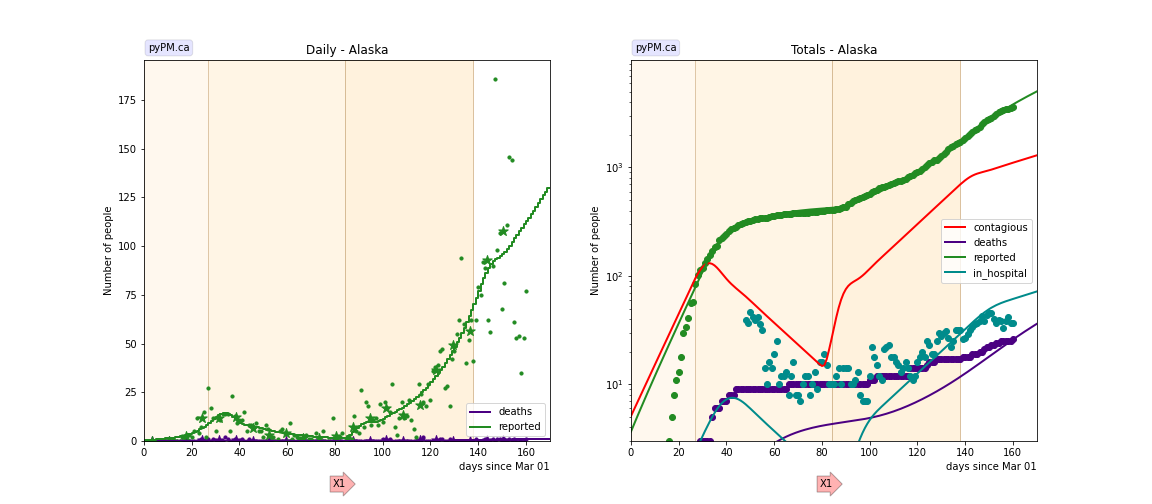 pyPM.ca
Daily - Alaska
Number of people
175
150
125
100
75
50
25
0
0 20 40 60 80 100 120 140 160
days since Mar 01
deaths
reported
X1
pyPM.ca
Totals - Alaska
Number of people
10³
10²
10¹
0 20 40 60 80 100 120 140 160
days since Mar 01
contagious
deaths
reported
in_hospital
X1